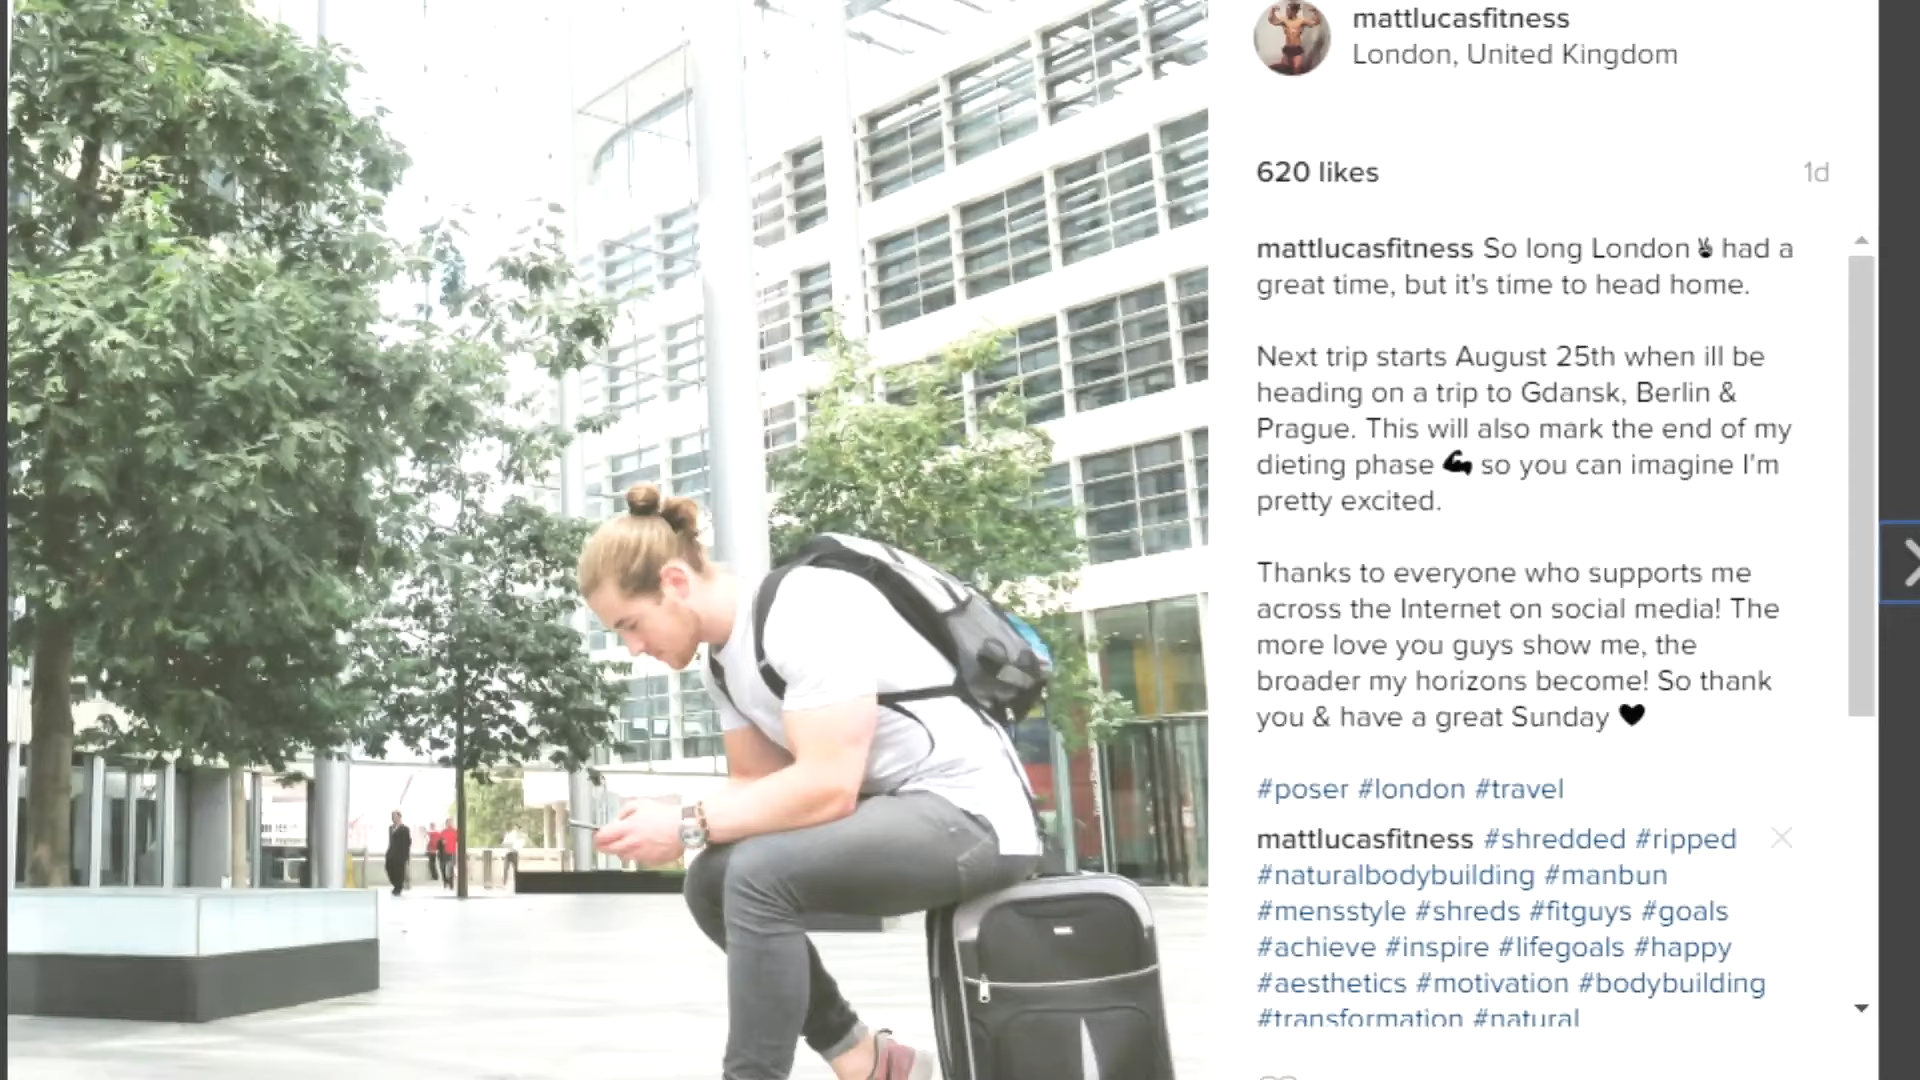 mattlucasfitness
London, United Kingdom
620 likes
1d
mattlucasfitness So long London✌ had a
great time, but it's time to head home.
Next trip starts August 25th when ill be
heading on a trip to Gdansk, Berlin &
Prague. This will also mark the end of my
dieting phase 💪 so you can imagine I'm
pretty excited.
Thanks to everyone who supports me
across the Internet on social media! The
more love you guys show me, the
broader my horizons become! So thank
you & have a great Sunday ♥
#poser #london #travel
mattlucasfitness #shredded #ripped
#naturalbodybuilding #manbun
#mensstyle #shreds #fitguys #goals
#achieve #inspire #lifegoals #happy
#aesthetics #motivation #bodybuilding
#transformation #natural